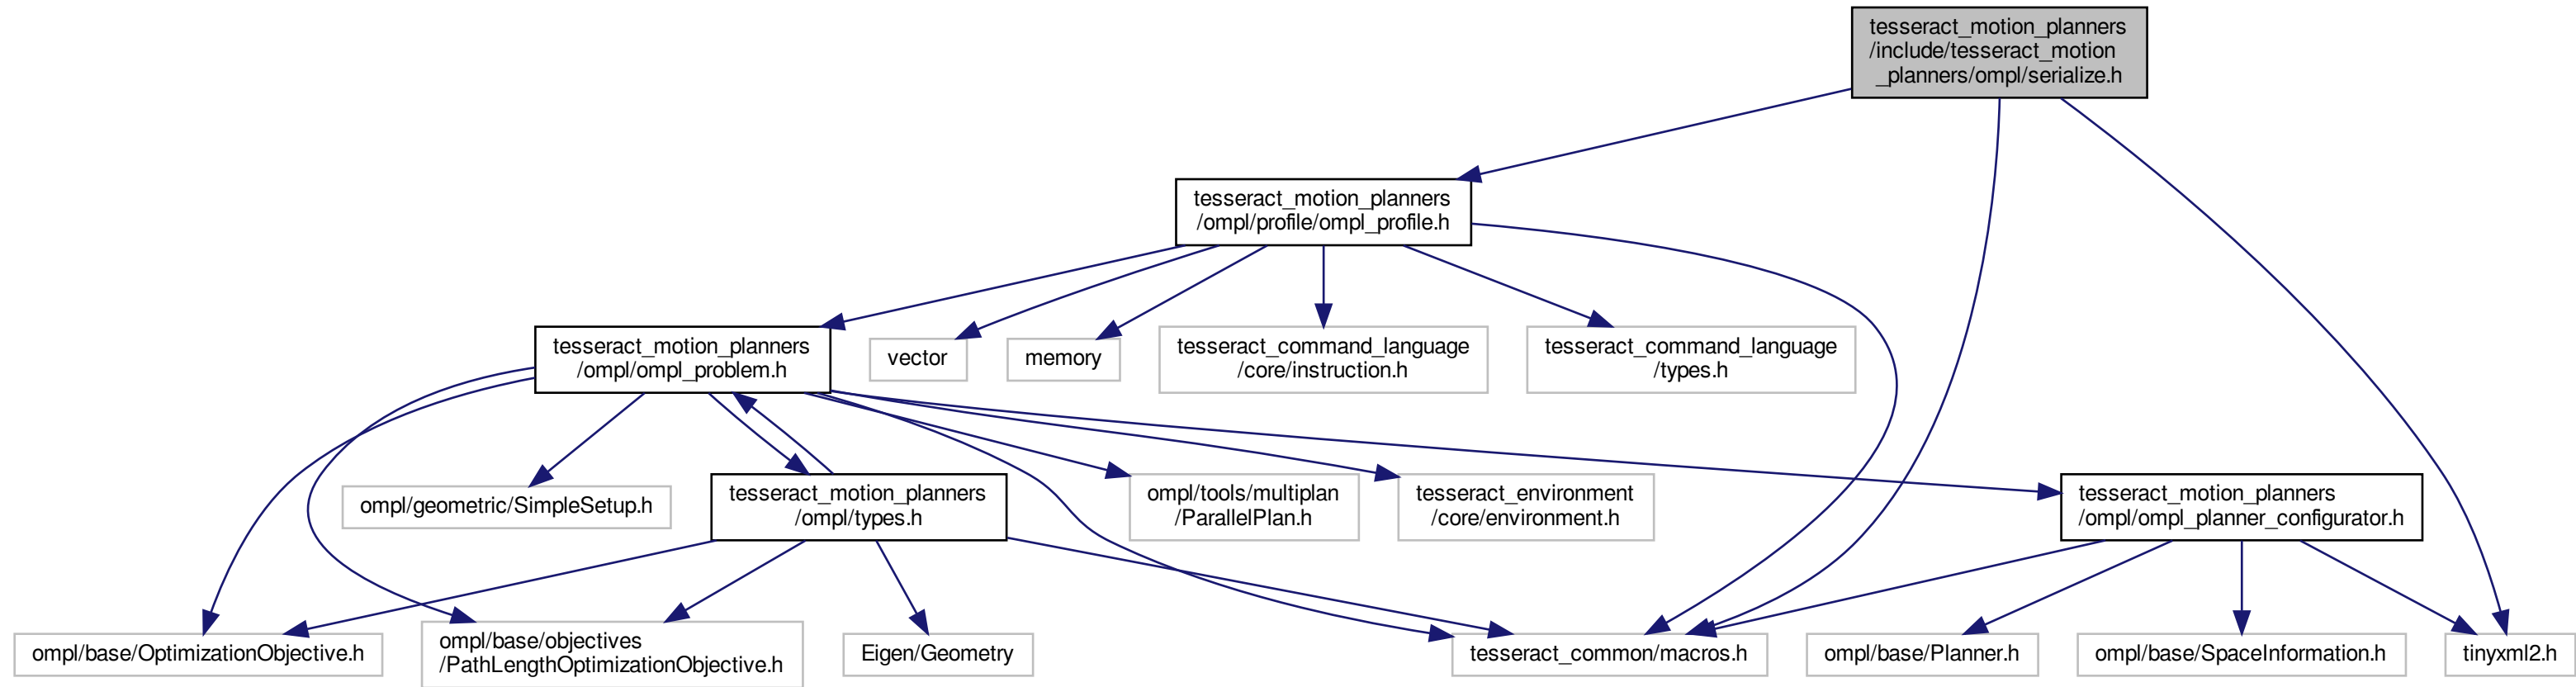 tesseract_motion_planners
/include/tesseract_motion
_planners/ompl/serialize.h
tesseract_motion_planners
/ompl/profile/ompl_profile.h
tesseract_motion_planners
/ompl/ompl_problem.h
vector
memory
tesseract_command_language
/core/instruction.h
tesseract_command_language
/types.h
ompl/geometric/SimpleSetup.h
tesseract_motion_planners
/ompl/types.h
ompl/tools/multiplan
/ParallelPlan.h
tesseract_environment
/core/environment.h
tesseract_motion_planners
/ompl/ompl_planner_configurator.h
ompl/base/OptimizationObjective.h
ompl/base/objectives
/PathLengthOptimizationObjective.h
Eigen/Geometry
tesseract_common/macros.h
ompl/base/Planner.h
ompl/base/SpaceInformation.h
tinyxml2.h